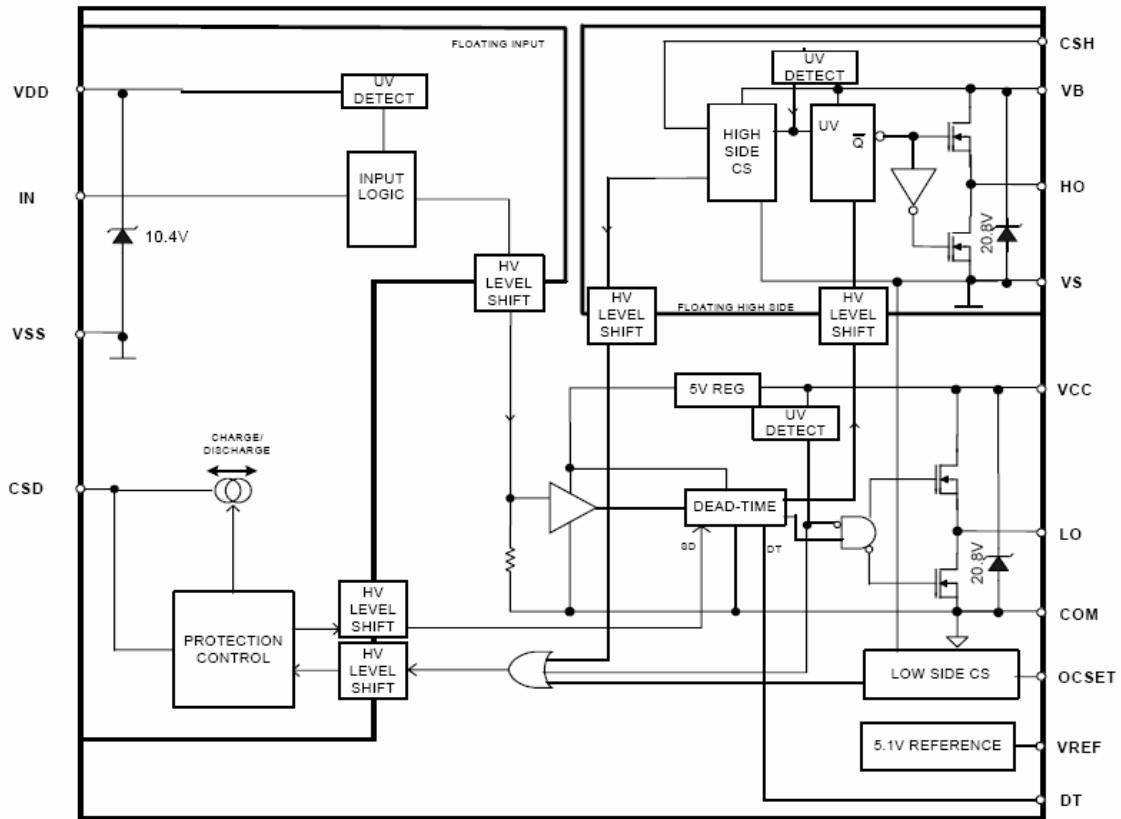 FLOATING INPUT
CSH
UV
DETECT
VDD
UV
DETECT
VB
HIGH
SIDE
CS
UV
Q
IN
INPUT
LOGIC
HO
10.4V
20.8V
HV
LEVEL
SHIFT
VS
HV
LEVEL
SHIFT
FLOATING HIGH SIDE
HV
LEVEL
SHIFT
VSS
5V REG
VCC
UV
DETECT
CHARGE/
DISCHARGE
CSD
DEAD-TIME
SD
DT
LO
20.8V
HV
LEVEL
SHIFT
COM
PROTECTION
CONTROL
HV
LEVEL
SHIFT
LOW SIDE CS
OCSET
5.1V REFERENCE
VREF
DT